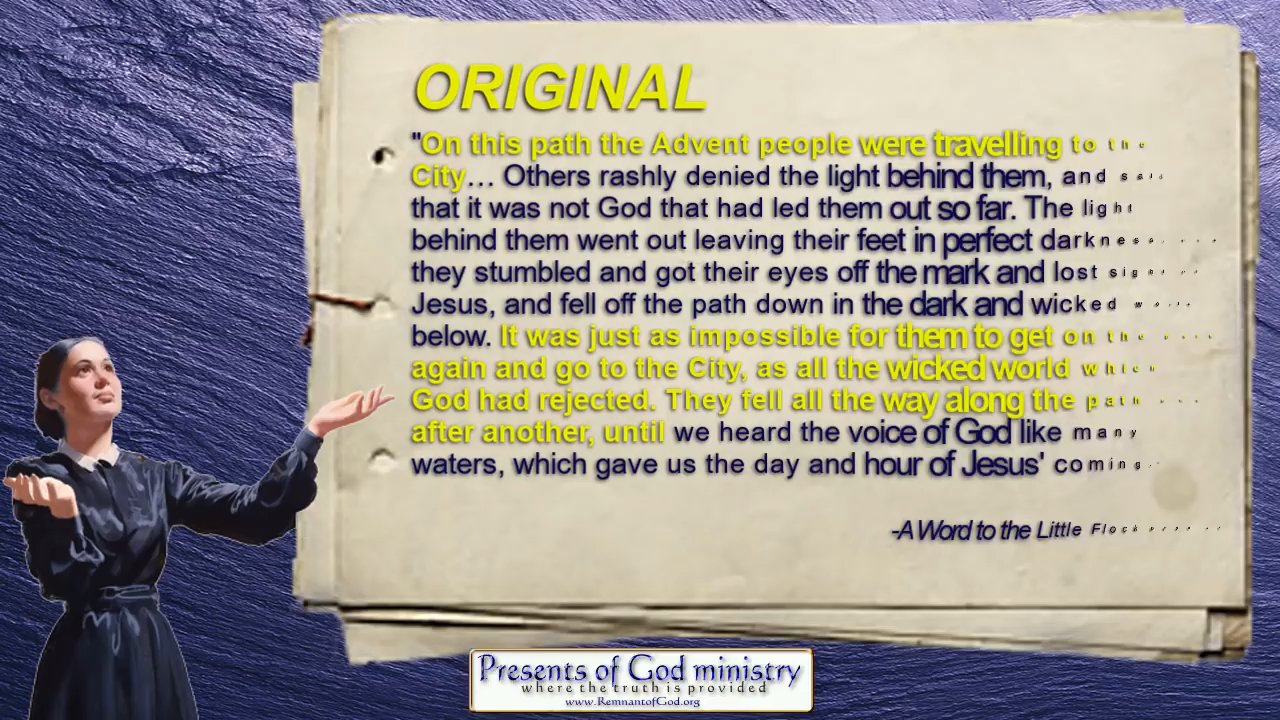 ORIGINAL
"On this path the Advent people were travelling to the
City... Others rashly denied the light behind them, and said
that it was not God that had led them out so far. The light
behind them went out leaving their feet in perfect darkness
they stumbled and got their eyes off the mark and lost sight
Jesus, and fell off the path down in the dark and wicked
below. It was just as impossible for them to get on the
again and go to the City, as all the wicked world which
God had rejected. They fell all the way along the path
after another, until we heard the voice of God like many
waters, which gave us the day and hour of Jesus' coming.
-A Word to the Little Flock
Presents of God ministry
where the truth is provided
www.RemnantofGod.org